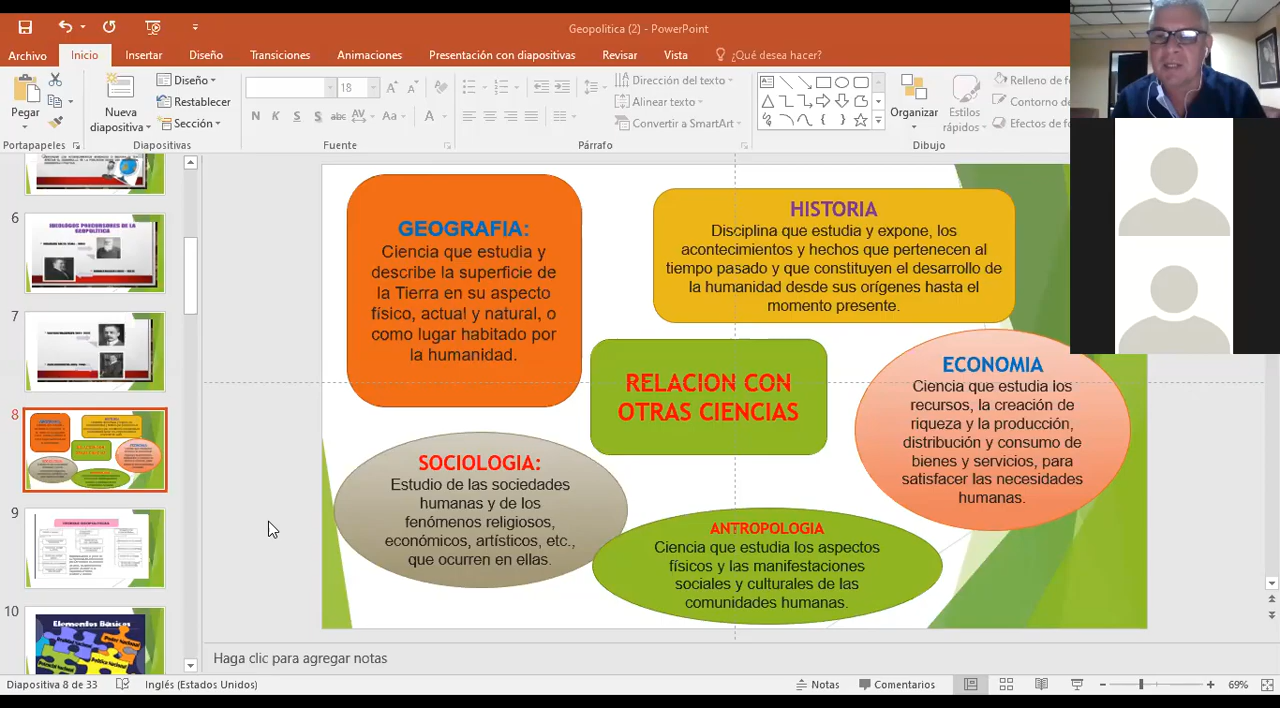 Geopolitica (2) - PowerPoint
Archivo
Inicio
Insertar
Diseño
Transiciones
Animaciones
Presentación con diapositivas
Revisar
Vista
¿Qué desea hacer?
Pegar
Nueva
diapositiva
Diseño
Restablecer
Sección
18
N K S S abc AV Aa A
Dirección del texto
Alinear texto
Convertir a SmartArt
Organizar
Estilos
rápidos
Relleno de
Contorno de
Efectos de
Portapapeles
Diapositivas
Fuente
Párrafo
Dibujo
6
IDEÓLOGOS PRECURSORES DE LA
GEOPOLÍTICA
7
8
9
10
Elementos Básicos
GEOGRAFIA:
Ciencia que estudia y
describe la superficie de
la Tierra en su aspecto
físico, actual y natural, o
como lugar habitado por
la humanidad.
HISTORIA
Disciplina que estudia y expone, los
acontecimientos y hechos que pertenecen al
tiempo pasado y que constituyen el desarrollo de
la humanidad desde sus orígenes hasta el
momento presente.
RELACION CON
OTRAS CIENCIAS
ECONOMIA
Ciencia que estudia los
recursos, la creación de
riqueza y la producción,
distribución y consumo de
bienes y servicios, para
satisfacer las necesidades
humanas.
SOCIOLOGIA:
Estudio de las sociedades
humanas y de los
fenómenos religiosos,
económicos, artísticos, etc.,
que ocurren en ellas.
ANTROPOLOGIA
Ciencia que estudia los aspectos
físicos y las manifestaciones
sociales y culturales de las
comunidades humanas.
Haga clic para agregar notas
Diapositiva 8 de 33
Inglés (Estados Unidos)
Notas
Comentarios
69%